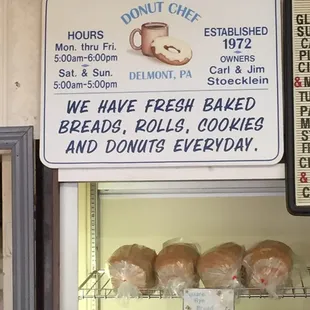 DONUT CHEF
HOURS
Mon. thru Fri.
5:00am-6:00pm
Sat. & Sun.
5:00am-5:00pm
DELMONT, PA
ESTABLISHED
1972
OWNERS
Carl & Jim
Stoecklein
WE HAVE FRESH BAKED
BREADS, ROLLS, COOKIES
AND DONUTS EVERYDAY.